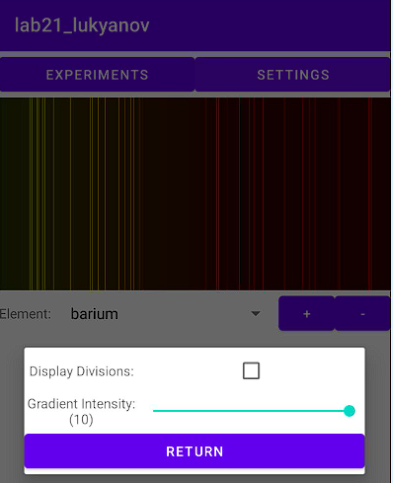 lab21_lukyanov
EXPERIMENTS SETTINGS
Element: barium + -
Display Divisions:
Gradient Intensity:
(10)
RETURN